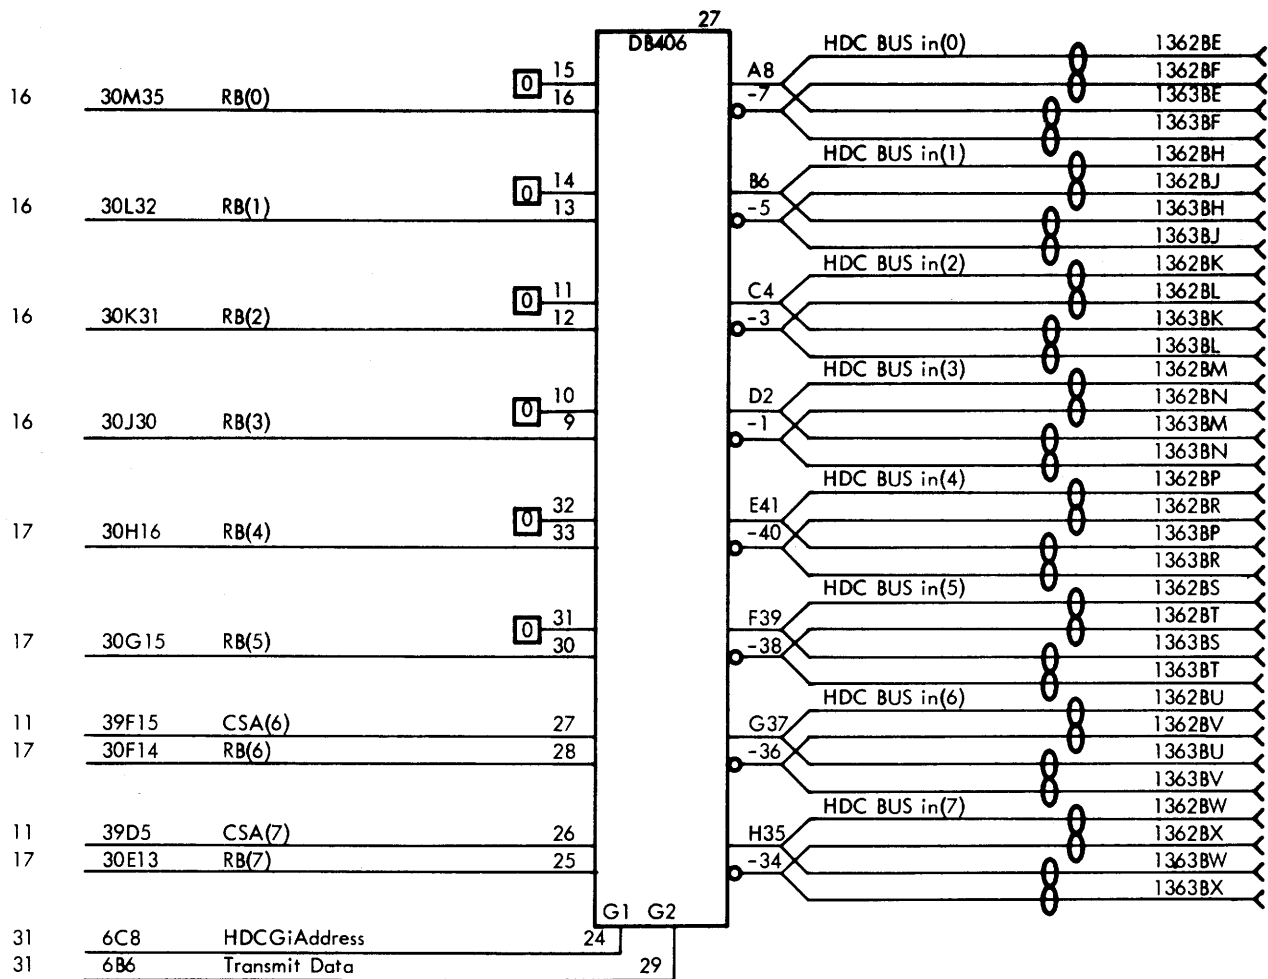 27
DB406
HDC BUS in(0) 1362BE
15 A8 1362BF
0
16 30M35 RB(0) 16 -7 1363BE
1363BF
HDC BUS in(1) 1362BH
14 B6 1362BJ
0
16 30L32 RB(1) 13 -5 1363BH
1363BJ
HDC BUS in(2) 1362BK
11 C4 1362BL
0
16 30K31 RB(2) 12 -3 1363BK
1363BL
HDC BUS in(3) 1362BM
10 D2 1362BN
0
16 30J30 RB(3) 9 -1 1363BM
1363BN
HDC BUS in(4) 1362BP
32 E41 1362BR
0
17 30H16 RB(4) 33 -40 1363BP
1363BR
HDC BUS in(5) 1362BS
31 F39 1362BT
0
17 30G15 RB(5) 30 -38 1363BS
1363BT
HDC BUS in(6) 1362BU
11 39F15 CSA(6) 27 G37 1362BV
17 30F14 RB(6) 28 -36 1363BU
1363BV
HDC BUS in(7) 1362BW
11 39D5 CSA(7) 26 H35 1362BX
17 30E13 RB(7) 25 -34 1363BW
1363BX
G1 G2
31 6C8 HDCGiAddress 24
31 6B6 Transmit Data 29